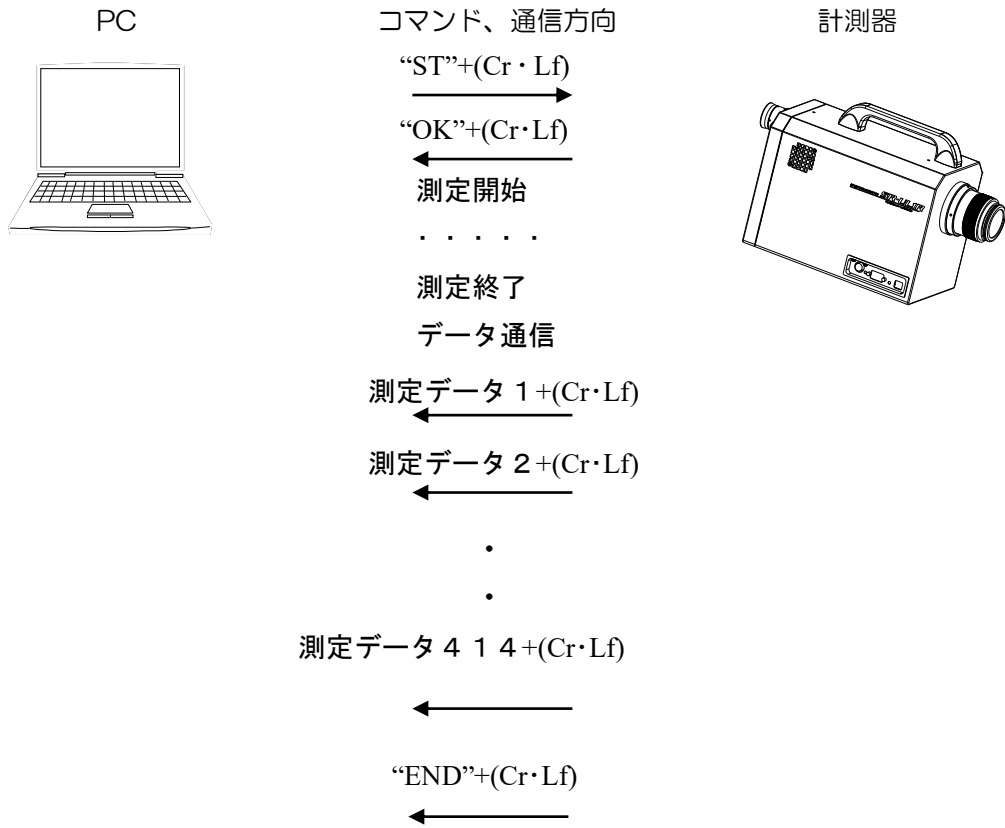 PC コマンド、通信方向 計測器
“ST”+(Cr・Lf)
“OK”+(Cr・Lf)
測定開始
・・・・・
測定終了
データ通信
測定データ1+(Cr・Lf)
測定データ2+(Cr・Lf)
・
・
測定データ414+(Cr・Lf)
“END”+(Cr・Lf)